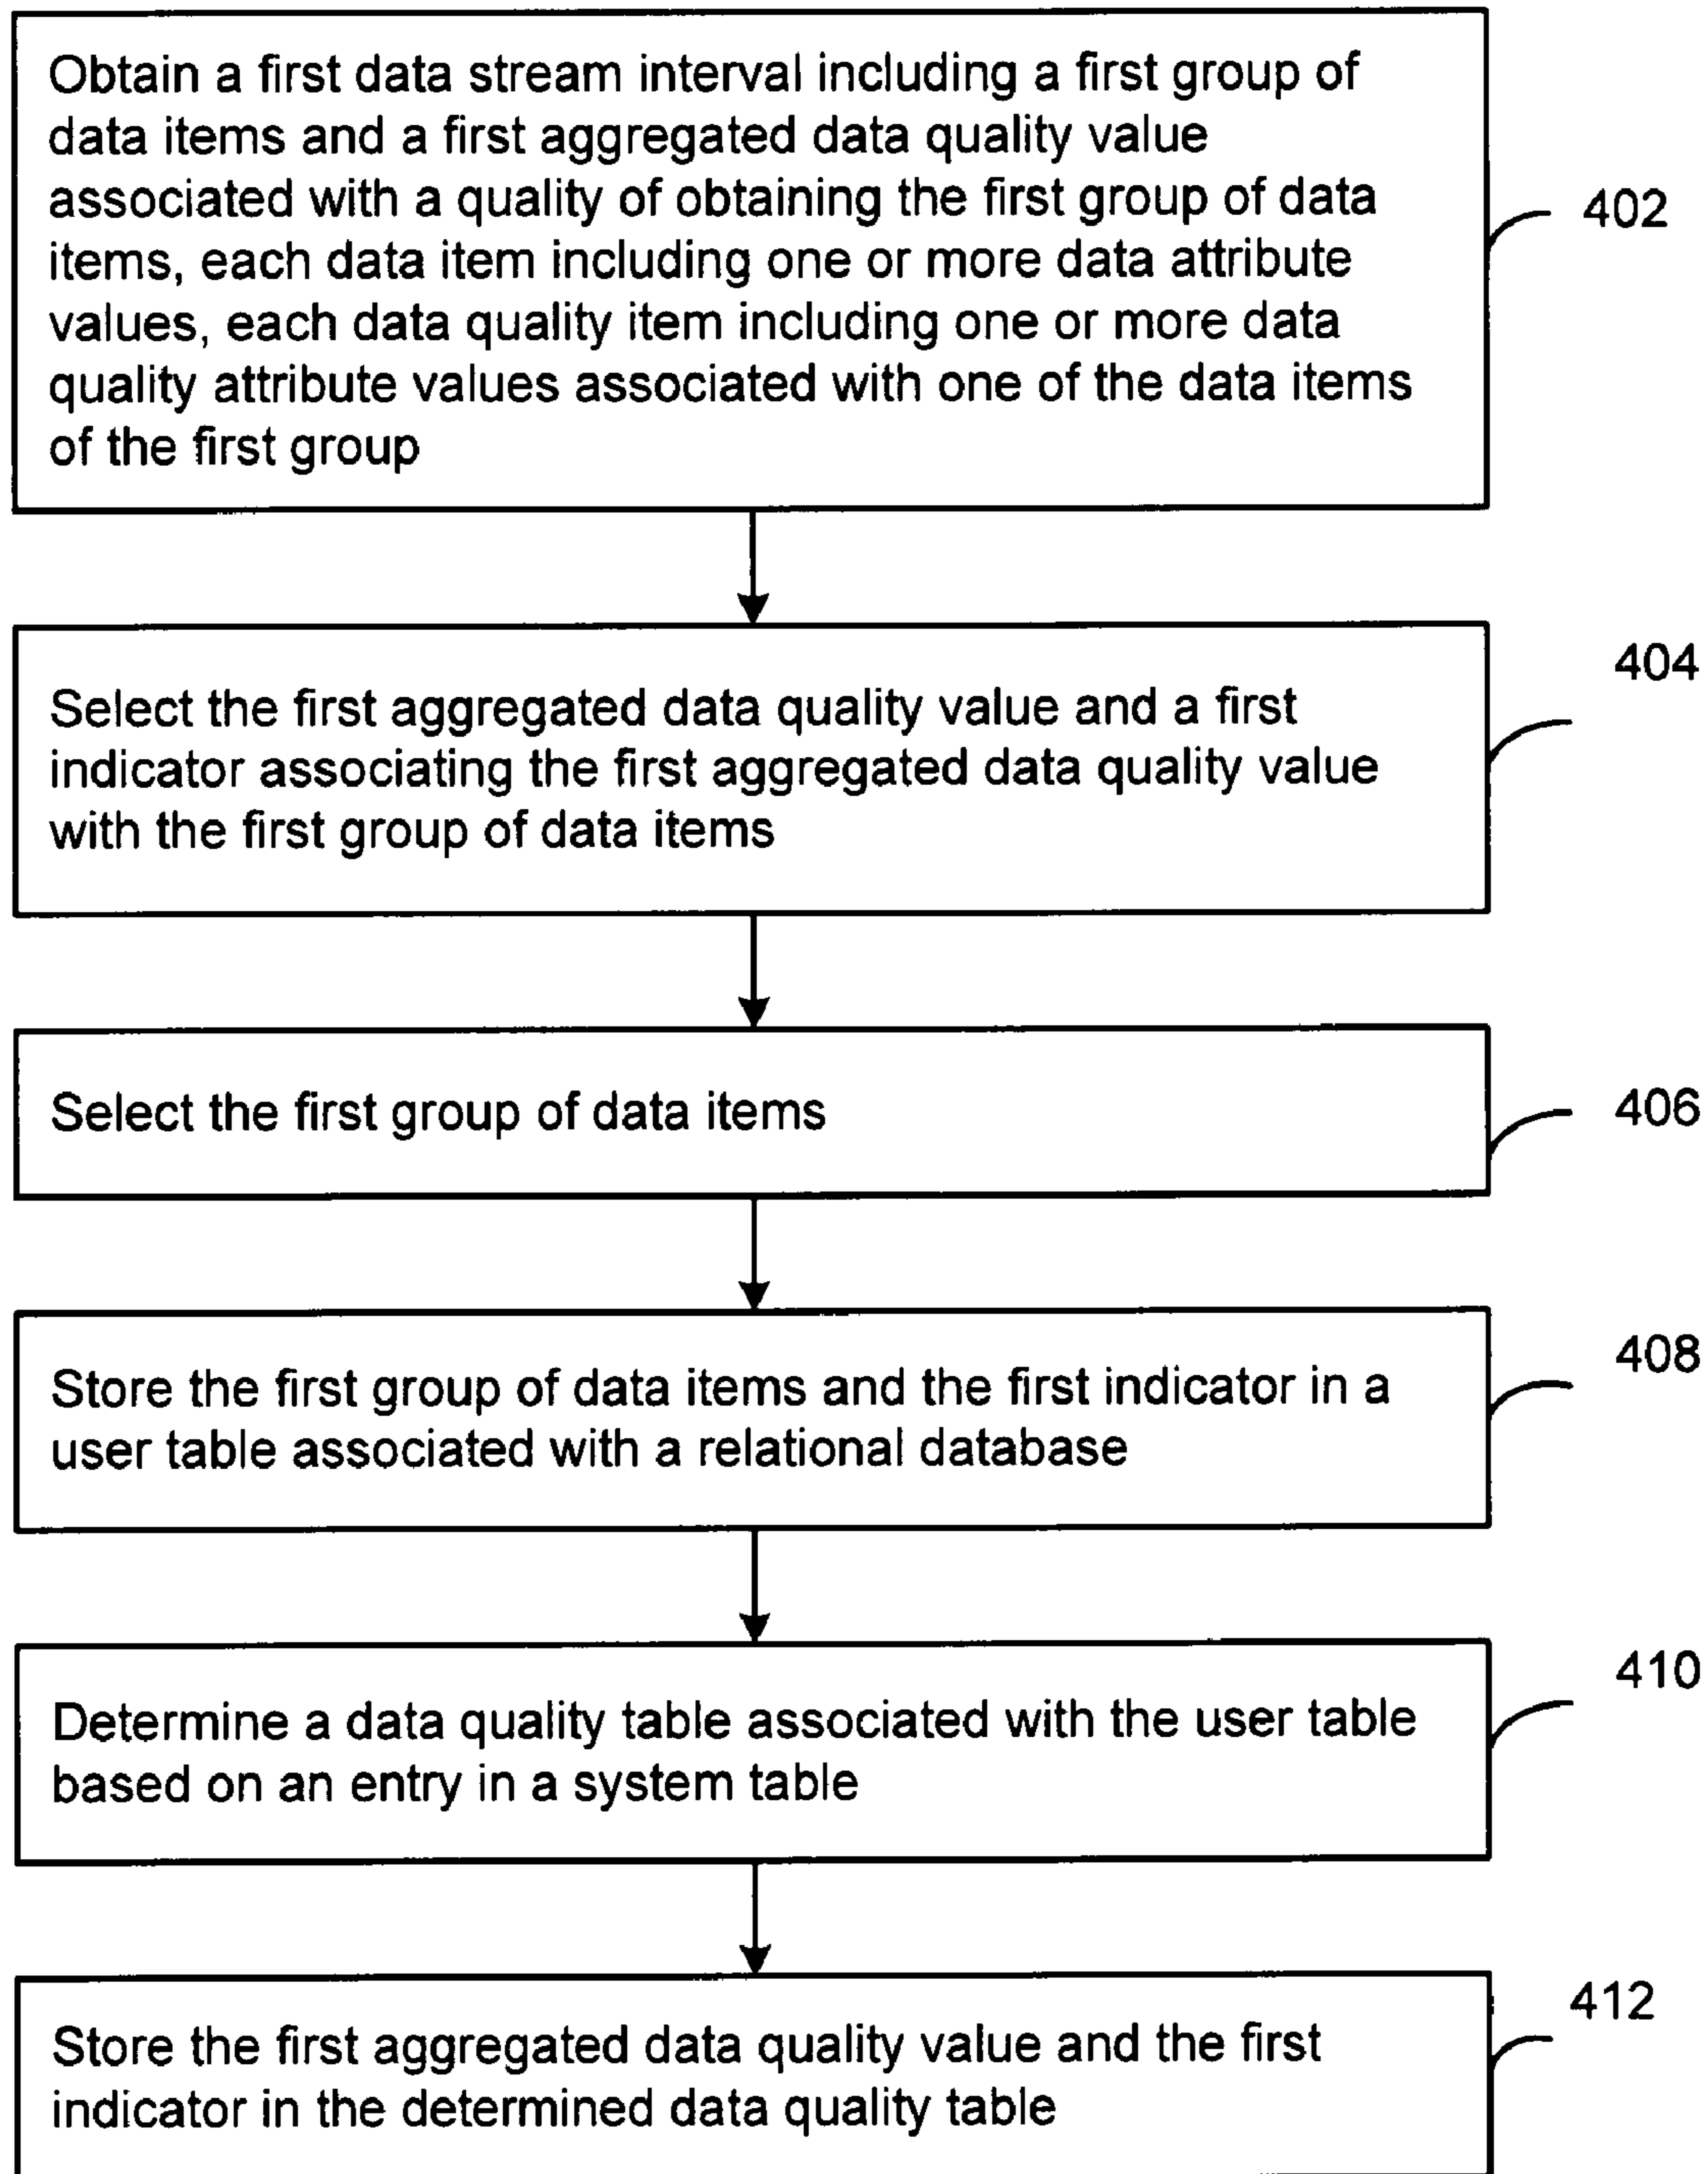 Obtain a first data stream interval including a first group of
data items and a first aggregated data quality value
associated with a quality of obtaining the first group of data
items, each data item including one or more data attribute
values, each data quality item including one or more data
quality attribute values associated with one of the data items
of the first group
402
Select the first aggregated data quality value and a first
indicator associating the first aggregated data quality value
with the first group of data items
404
Select the first group of data items
406
Store the first group of data items and the first indicator in a
user table associated with a relational database
408
Determine a data quality table associated with the user table
based on an entry in a system table
410
Store the first aggregated data quality value and the first
indicator in the determined data quality table
412